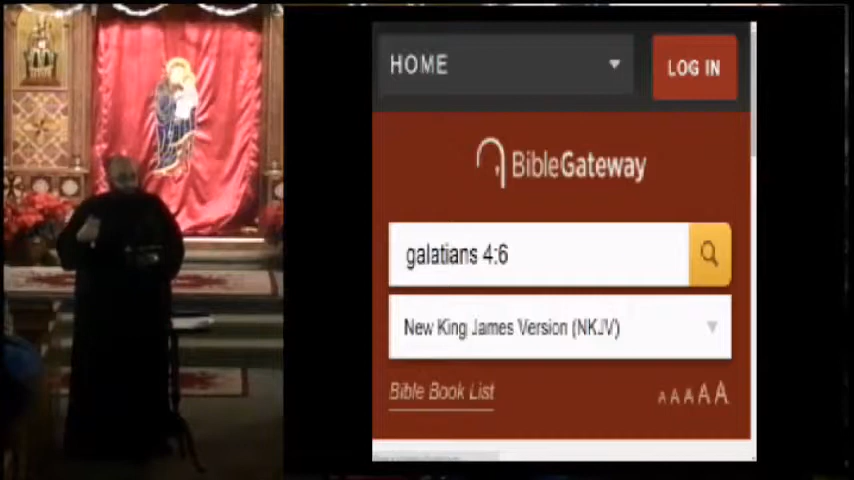 HOME
LOG IN
BibleGateway
galatians 4:6
New King James Version (NKJV)
Bible Book List
A A A A A